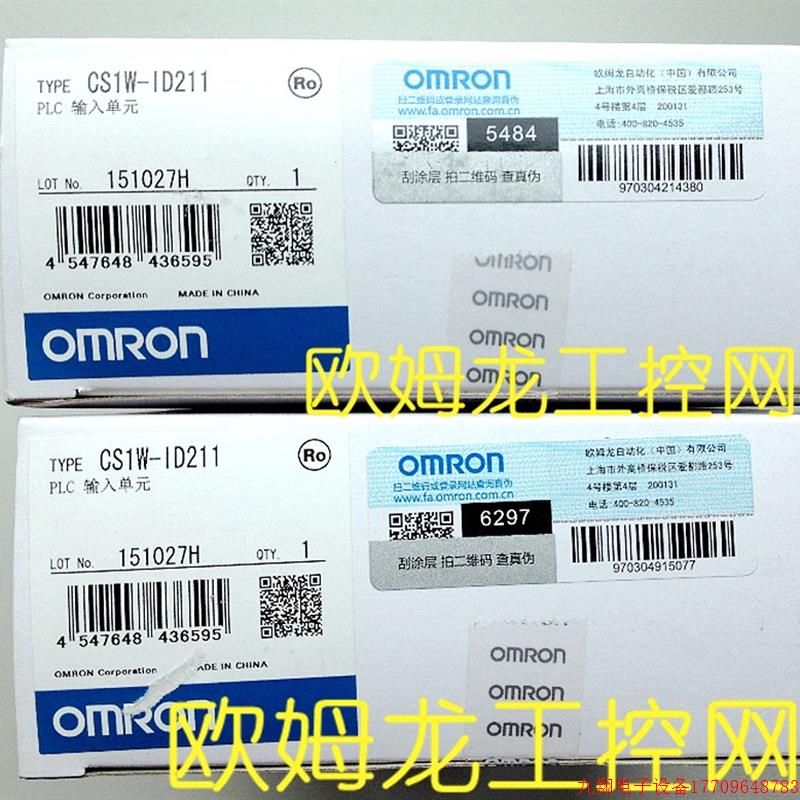 TYPE CS1W-ID211
Ro
PLC 输入单元
LOT No. 151027H QTY. 1
4 547648 436595
OMRON Corporation MADE IN CHINA
OMRON
OMRON
扫二维码或登录网站查询真伪
www.fa.omron.com.cn
5484
刮涂层 拍二维码 查真伪
欧姆龙自动化（中国）有限公司
上海市外高桥保税区爱都路253号
4号楼第4层 200131
电话:400-820-4535
970304214380
OMRON
OMRON
OMRON
OMRON
欧姆龙工控网
TYPE CS1W-ID211
Ro
PLC 输入单元
LOT No. 151027H QTY. 1
4 547648 436595
OMRON Corporation ADE IN CHINA
OMRON
OMRON
扫二维码或登录网站查询真伪
www.fa.omron.com.cn
6297
刮涂层 拍二维码 查真伪
欧姆龙自动化（中国）有限公司
上海市外高桥保税区爱都路253号
4号楼第4层 200131
电话:400-820-4535
970304915077
OMRON
OMRON
OMRON
OMRON
欧姆龙工控网
九翔电子设备17709648783